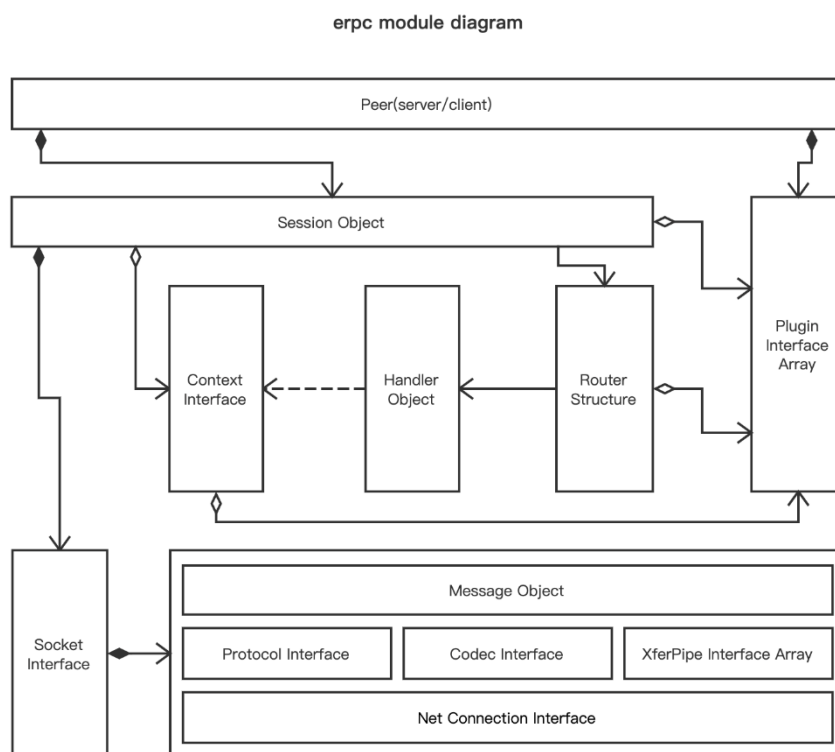 erpc module diagram
Peer(server/client)
Session Object
Plugin
Interface
Array
Context
Interface
Handler
Object
Router
Structure
Socket
Interface
Message Object
Protocol Interface
Codec Interface
XferPipe Interface Array
Net Connection Interface